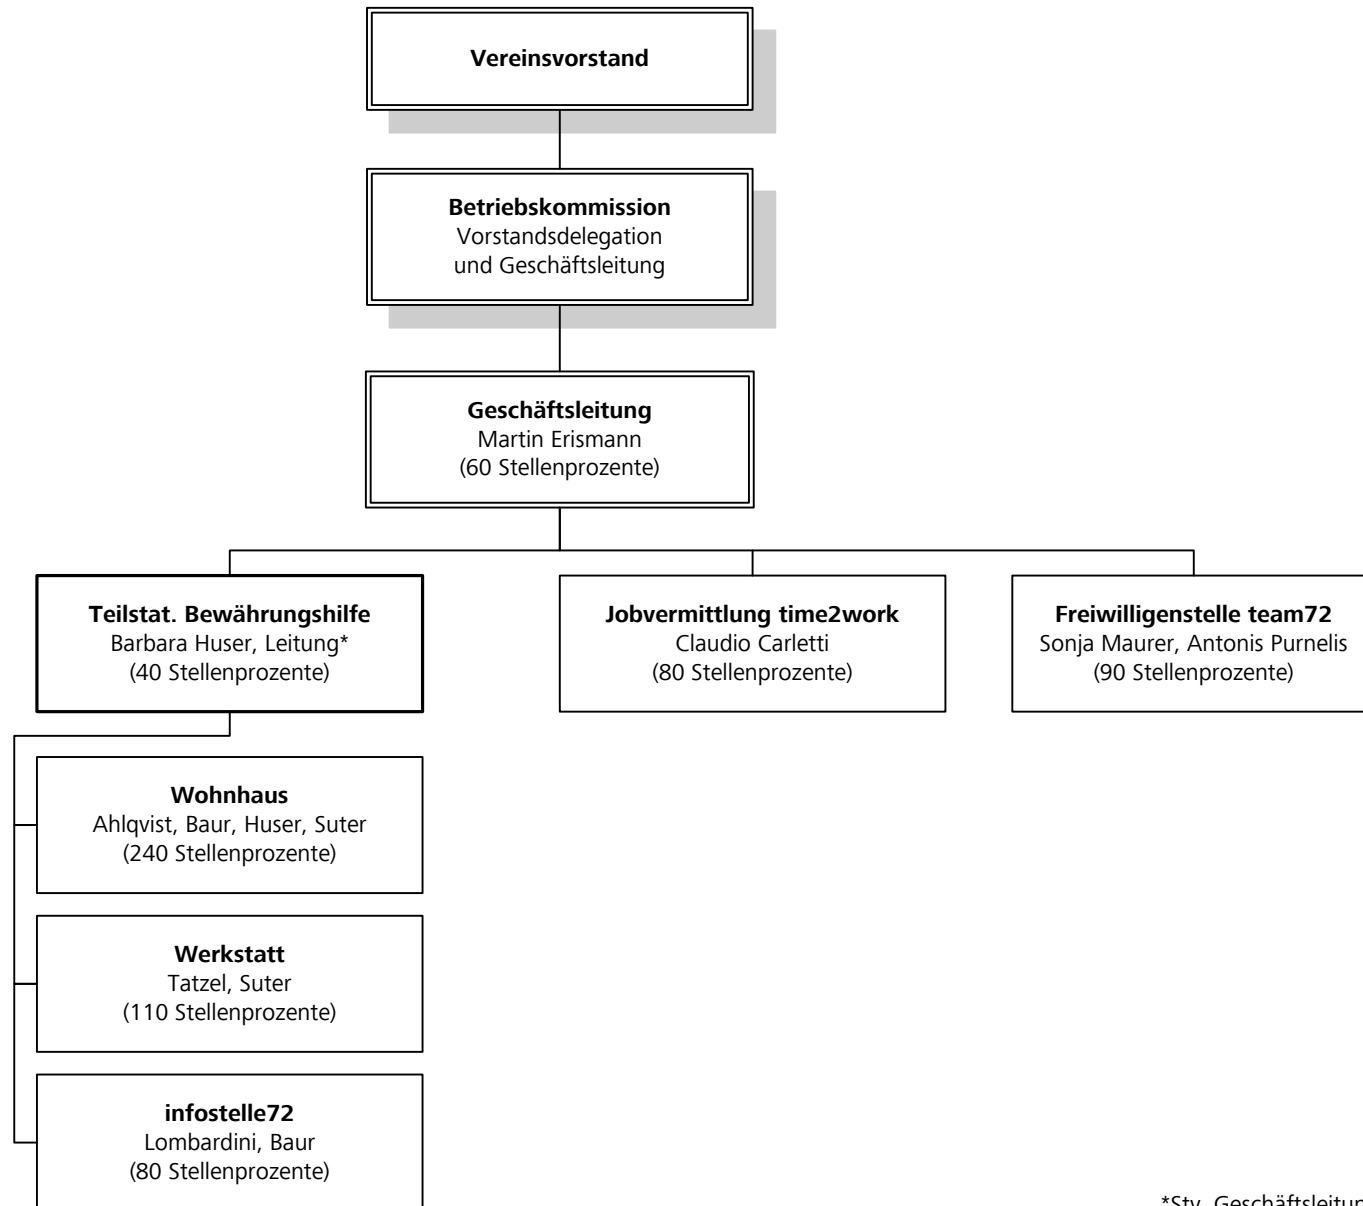 Vereinsvorstand
Betriebskommission
Vorstandsdelegation
und Geschäftsleitung
Geschäftsleitung
Martin Erismann
(60 Stellenprozente)
Teilstat. Bewährungshilfe
Barbara Huser, Leitung*
(40 Stellenprozente)
Jobvermittlung time2work
Claudio Carletti
(80 Stellenprozente)
Freiwilligenstelle team72
Sonja Maurer, Antonis Purnelis
(90 Stellenprozente)
Wohnhaus
Ahlqvist, Baur, Huser, Suter
(240 Stellenprozente)
Werkstatt
Tatzel, Suter
(110 Stellenprozente)
infostelle72
Lombardini, Baur
(80 Stellenprozente)
*Stv. Geschäftsleitun